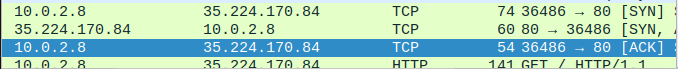 10.0.2.8 35.224.170.84 TCP 74 36486 → 80 [SYN]
35.224.170.84 10.0.2.8 TCP 60 80 → 36486 [SYN,
10.0.2.8 35.224.170.84 TCP 54 36486 → 80 [ACK]
10.0.2.8 35.224.170.84 HTTP 141 GET / HTTP/1.1